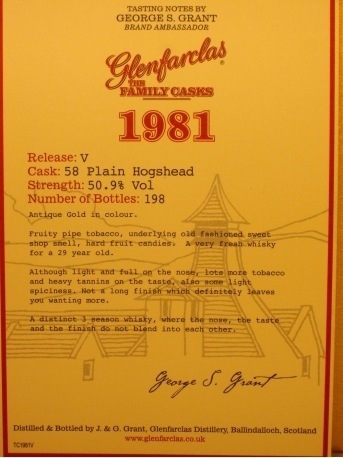 TASTING NOTES BY
GEORGE S. GRANT
BRAND AMBASSADOR
Glenfarclas®
THE
FAMILY CASKS
1981
Release: V
Cask: 58 Plain Hogshead
Strength: 50.9% Vol
Number of Bottles: 198
Antique Gold in colour.
Fruity pipe tobacco, underlying old fashioned sweet
shop smell, hard fruit candies. A very fresh whisky
for a 29 year old.
Although light and full on the nose, lots more tobacco
and heavy tannins on the taste, also some light
spiciness. Not a long finish which definitely leaves
you wanting more.
A distinct 3 season whisky, where the nose, the taste
and the finish do not blend into each other.
George S. Grant
Distilled & Bottled by J. & G. Grant, Glenfarclas Distillery, Ballindalloch, Scotland
www.glenfarclas.co.uk
TC1981V